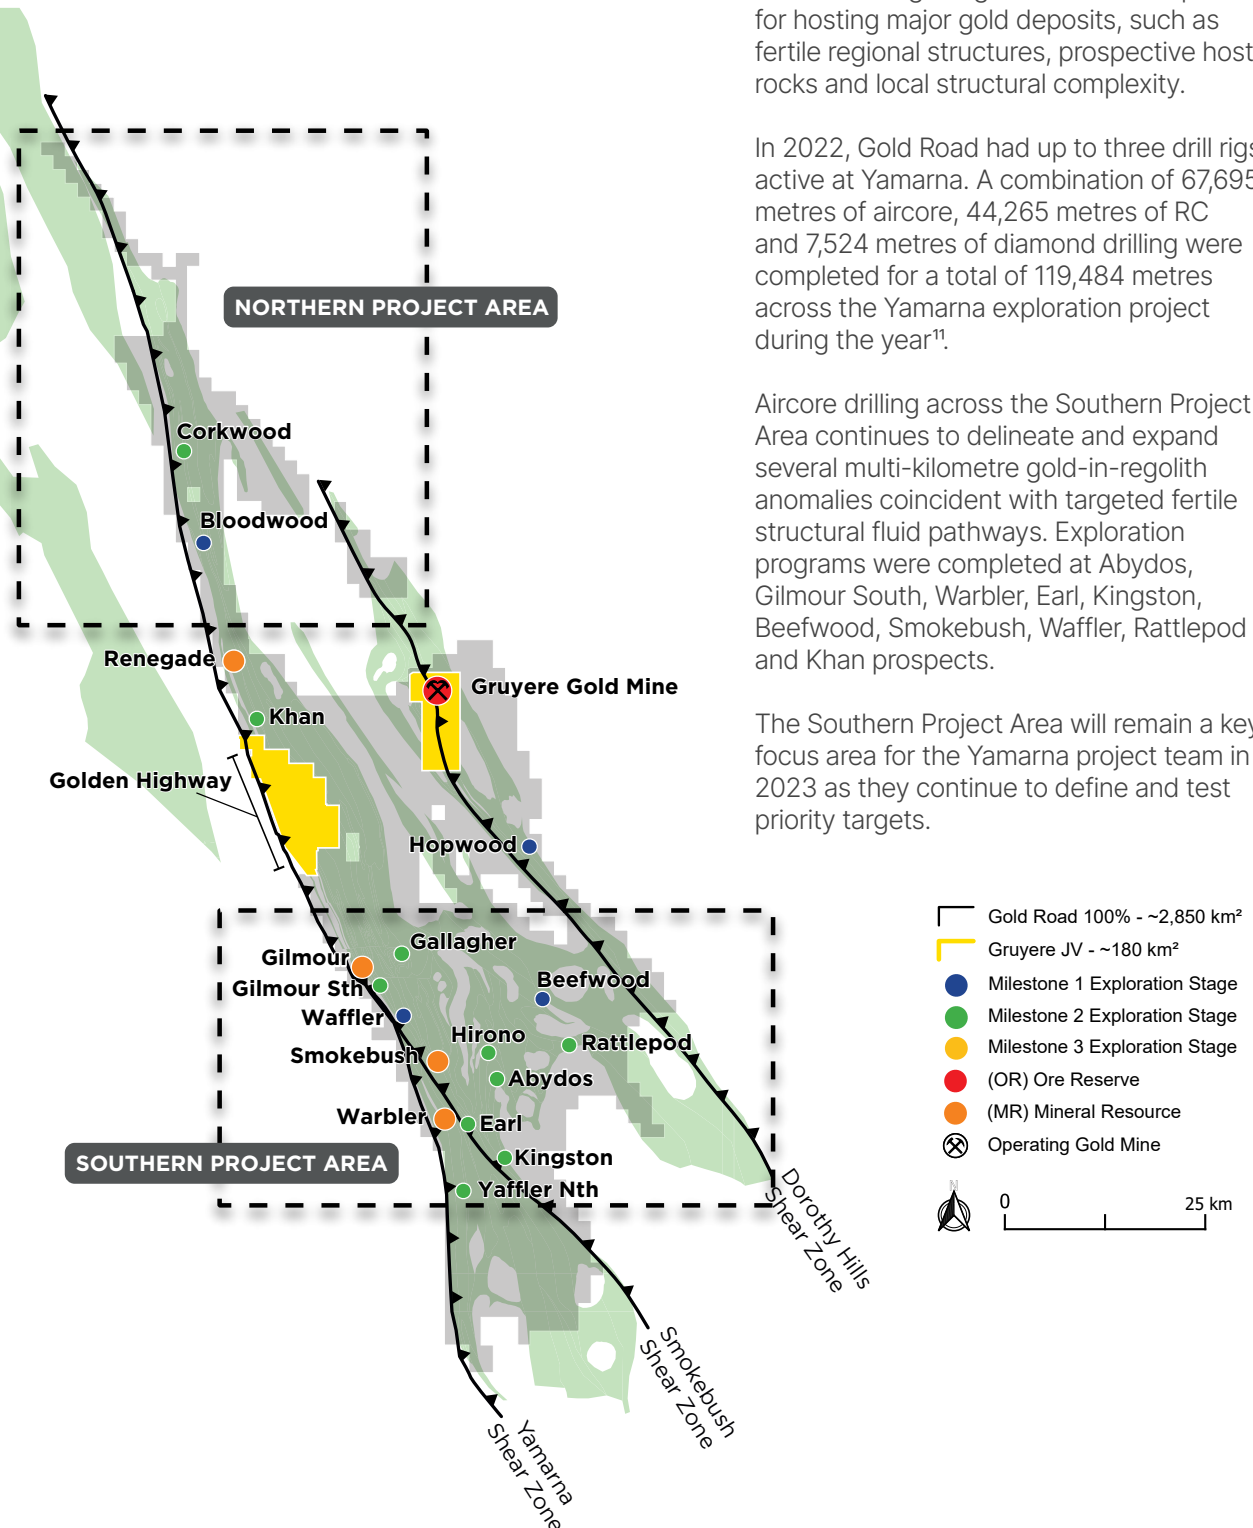 for hosting major gold deposits, such as
fertile regional structures, prospective host
rocks and local structural complexity.
In 2022, Gold Road had up to three drill rigs
active at Yamarna. A combination of 67,695
metres of aircore, 44,265 metres of RC
and 7,524 metres of diamond drilling were
completed for a total of 119,484 metres
across the Yamarna exploration project
during the year¹¹.
Aircore drilling across the Southern Project
Area continues to delineate and expand
several multi-kilometre gold-in-regolith
anomalies coincident with targeted fertile
structural fluid pathways. Exploration
programs were completed at Abydos,
Gilmour South, Warbler, Earl, Kingston,
Beefwood, Smokebush, Waffler, Rattlepod
and Khan prospects.
The Southern Project Area will remain a key
focus area for the Yamarna project team in
2023 as they continue to define and test
priority targets.
NORTHERN PROJECT AREA
Corkwood
Bloodwood
Renegade
Gruyere Gold Mine
Khan
Golden Highway
Hopwood
Gallagher
Gilmour
Beefwood
Gilmour Sth
Waffler
Hirono
Rattlepod
Smokebush
Abydos
Warbler
Earl
Kingston
SOUTHERN PROJECT AREA
Yaffler Nth
Dorothy Hills
Shear Zone
Smokebush
Shear Zone
Yamarna
Shear Zone
Gold Road 100% - ~2,850 km²
Gruyere JV - ~180 km²
Milestone 1 Exploration Stage
Milestone 2 Exploration Stage
Milestone 3 Exploration Stage
(OR) Ore Reserve
(MR) Mineral Resource
Operating Gold Mine
N
0 25 km